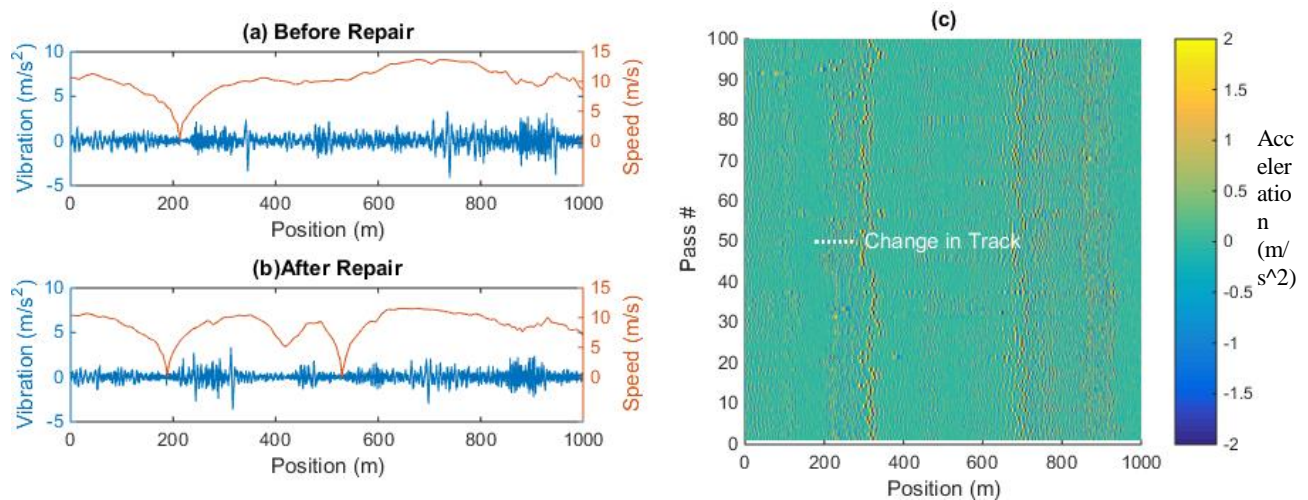 (a) Before Repair
10
5
0
-5
Vibration (m/s²)
15
10
5
0
Speed (m/s)
0 200 400 600 800 1000
Position (m)
(b)After Repair
10
5
0
-5
Vibration (m/s²)
15
10
5
0
Speed (m/s)
0 200 400 600 800 1000
Position (m)
(c)
100
90
80
70
60
50
40
30
20
10
0
Pass #
Change in Track
0 200 400 600 800 1000
Position (m)
2
1.5
1
0.5
0
-0.5
-1
-1.5
-2
Acc
eler
atio
n
(m/
s^2)